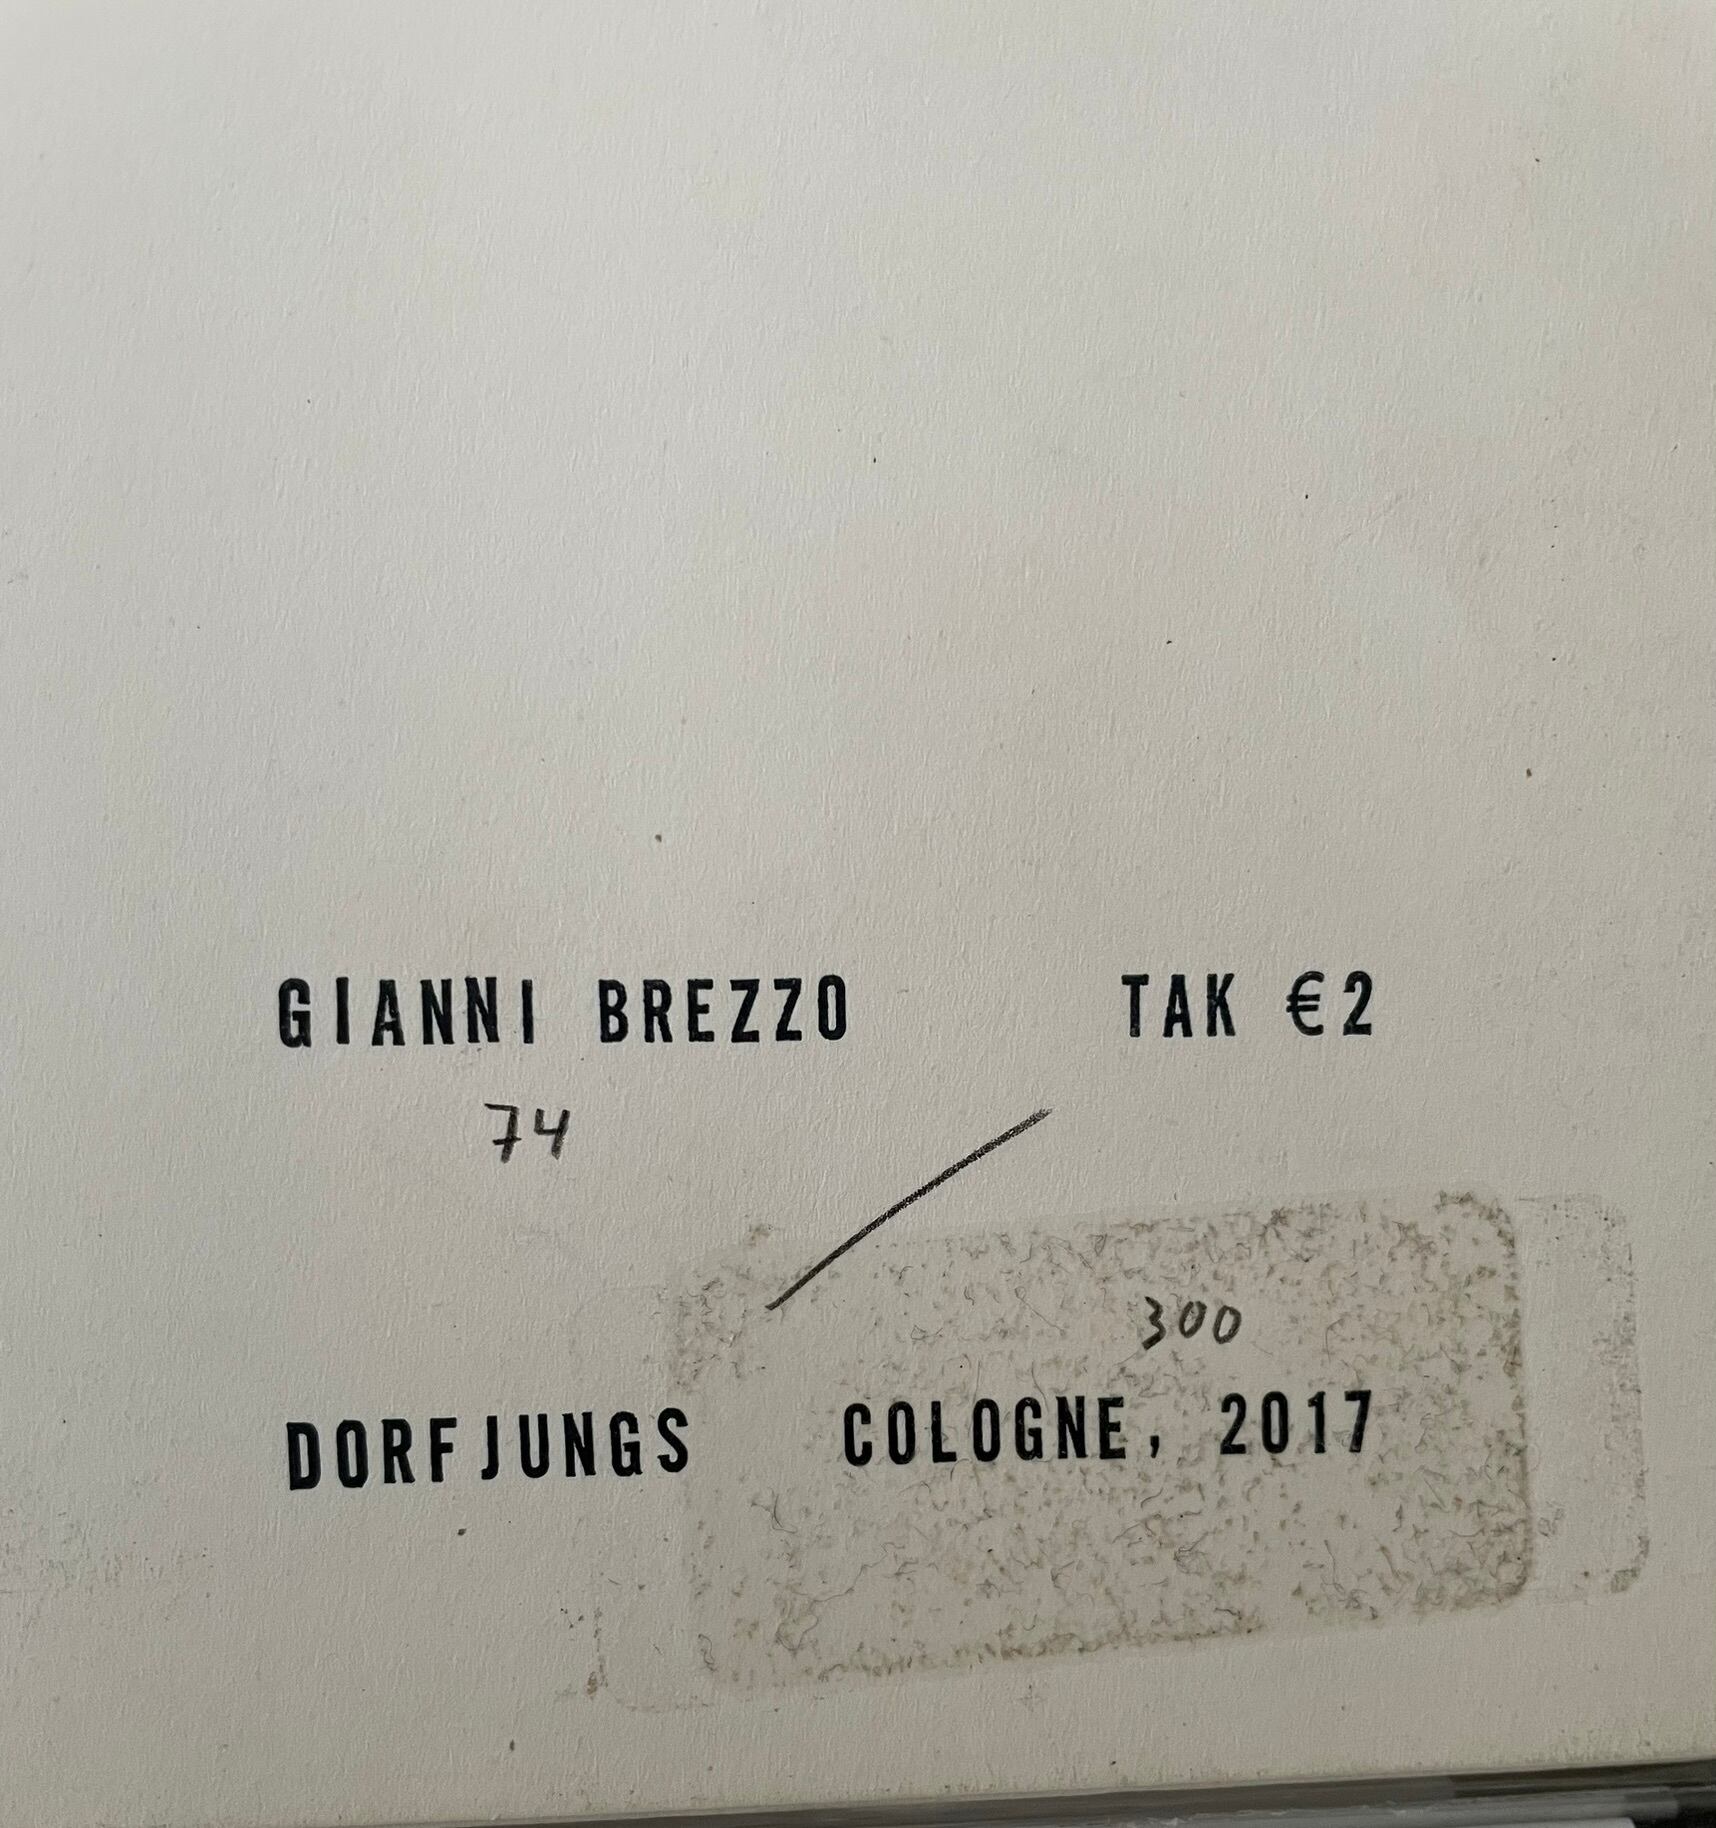 GIANNI BREZZO TAK €2
74 / 300
DORFJUNGS COLOGNE, 2017